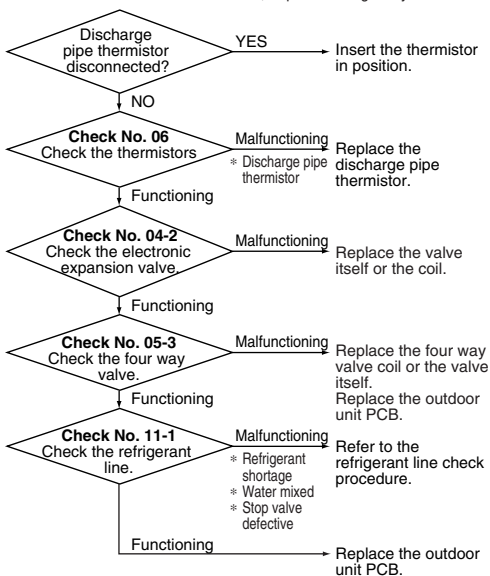 Discharge
pipe thermistor
disconnected?
YES
Insert the thermistor
in position.
NO
Check No. 06
Check the thermistors
Malfunctioning
* Discharge pipe
thermistor
Replace the
discharge pipe
thermistor.
Functioning
Check No. 04-2
Check the electronic
expansion valve.
Malfunctioning
Replace the valve
itself or the coil.
Functioning
Check No. 05-3
Check the four way
valve.
Malfunctioning
Replace the four way
valve coil or the valve
itself.
Replace the outdoor
unit PCB.
Functioning
Check No. 11-1
Check the refrigerant
line.
Malfunctioning
* Refrigerant
shortage
* Water mixed
* Stop valve
defective
Refer to the
refrigerant line check
procedure.
Functioning
Replace the outdoor
unit PCB.